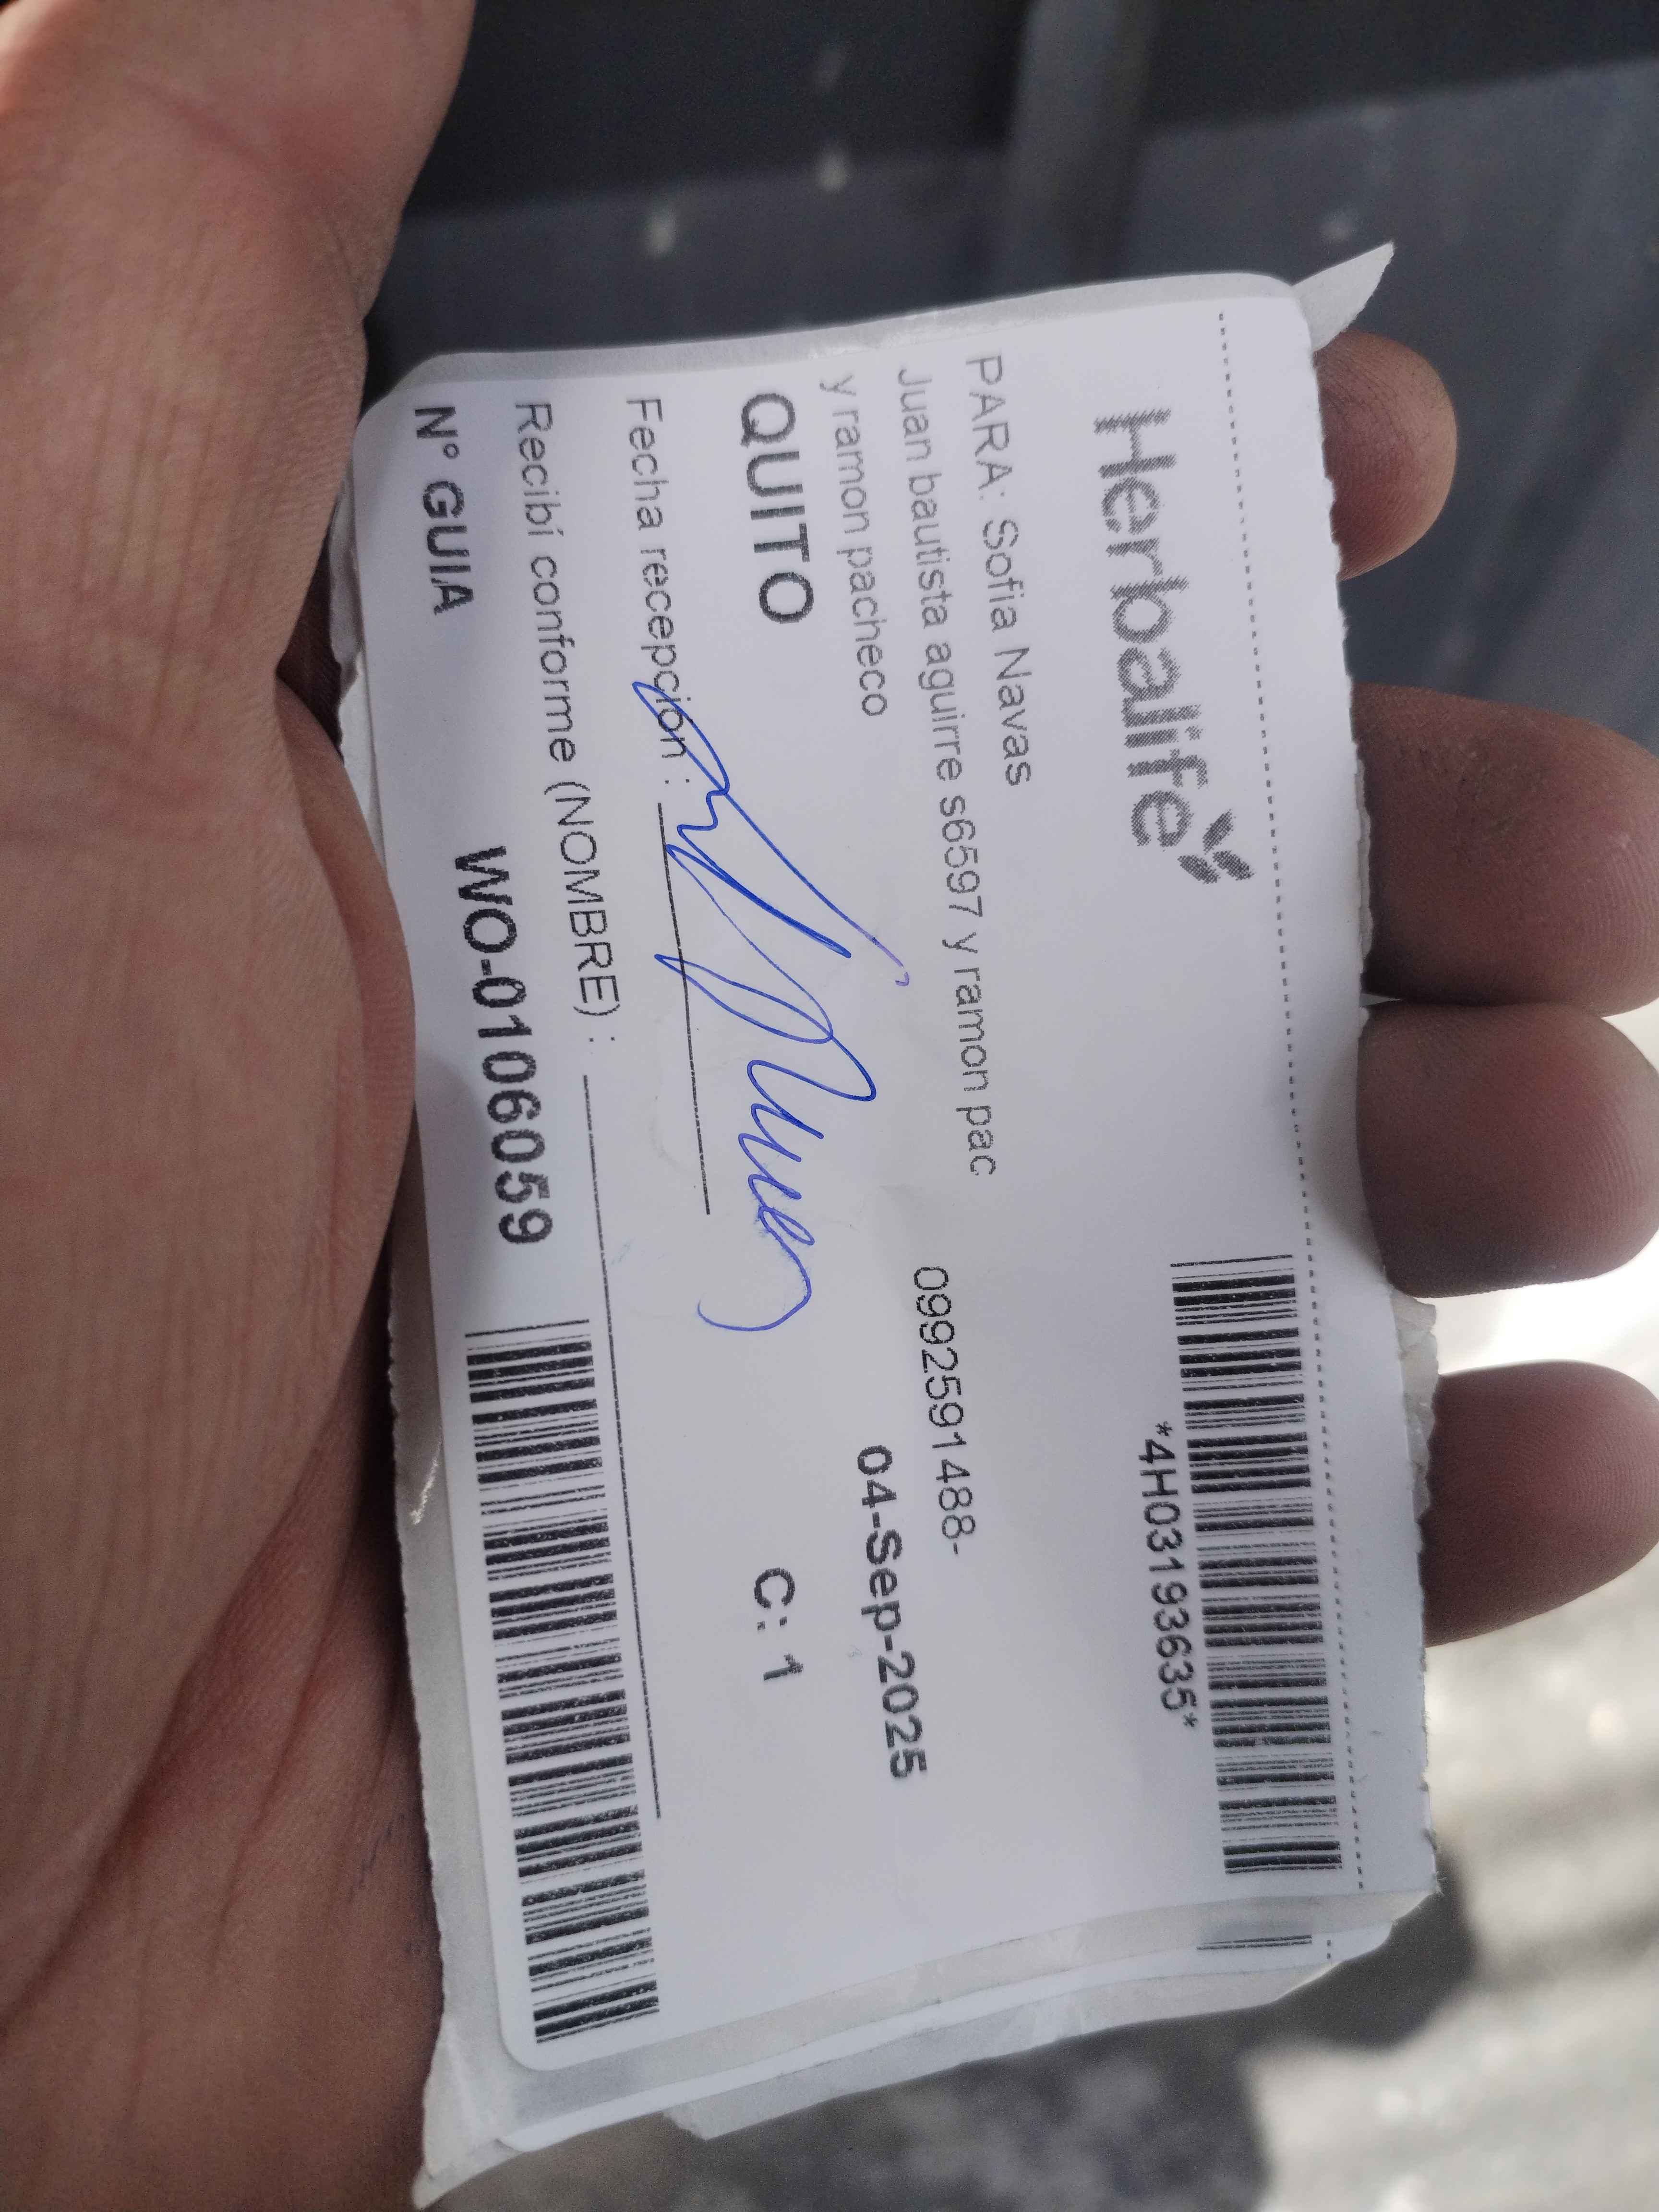 Herbalife
*4H03193635*
PARA: Sofia Navas
Juan bautista aguirre s6597 y ramon pac
0992591488-
y ramon pacheco
04-Sep-2025
QUITO
C: 1
Fecha recepción :
Recibí conforme (NOMBRE) :
N° GUIA
WO-0106059